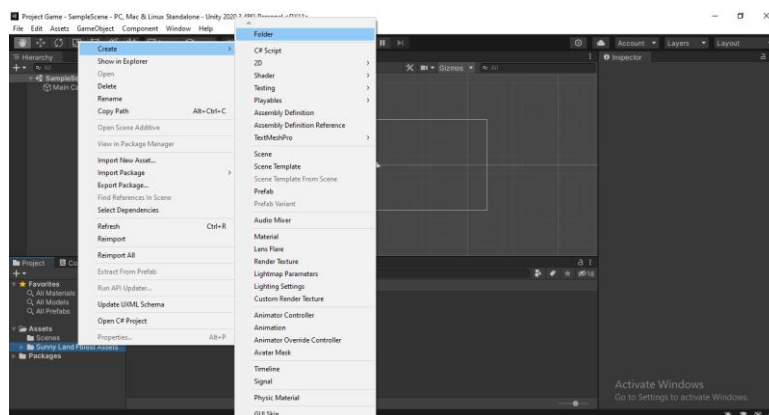 Project Game - SampleScene - PC, Mac & Linux Standalone - Unity
File Edit Assets GameObject Component Window Help
Account Layers Layout
Hierarchy
All
SampleSc
Main Ca
Gizmos
All
Inspector
Create
Show in Explorer
Open
Delete
Rename
Copy Path Alt+Ctrl+C
Open Scene Additive
View in Package Manager
Import New Asset...
Import Package
Export Package...
Find References In Scene
Select Dependencies
Refresh Ctrl+R
Reimport
Reimport All
Extract From Prefab
Run API Updater...
Update UXML Schema
Open C# Project
Properties... Alt+P
Folder
C# Script
2D
Shader
Testing
Playables
Assembly Definition
Assembly Definition Reference
TextMeshPro
Scene
Scene Template
Scene Template From Scene
Prefab
Prefab Variant
Audio Mixer
Material
Lens Flare
Render Texture
Lightmap Parameters
Lighting Settings
Custom Render Texture
Animator Controller
Animation
Animator Override Controller
Avatar Mask
Timeline
Signal
Physic Material
GUI Skin
Project Co
18
Favorites
All Materials
All Models
All Prefabs
Assets
Scenes
Sunny Land Forest Assets
Packages
Activate Windows
Go to Settings to activate Windows.